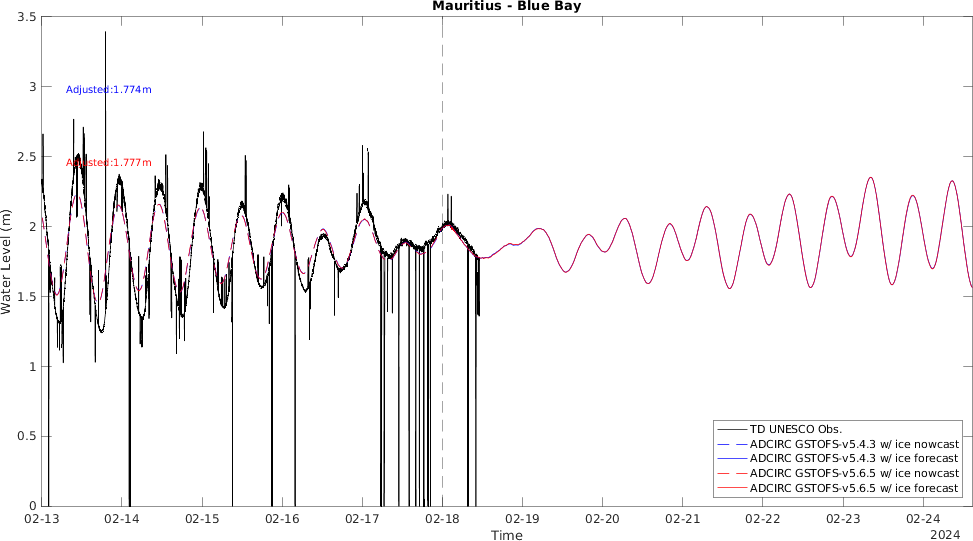 Mauritius - Blue Bay
3.5
3
2.5
2
1.5
1
0.5
0
Water Level (m)
Adjusted:1.774m
Adjusted:1.777m
TD UNESCO Obs.
ADCIRC GSTOFS-v5.4.3 w/ ice nowcast
ADCIRC GSTOFS-v5.4.3 w/ ice forecast
ADCIRC GSTOFS-v5.6.5 w/ ice nowcast
ADCIRC GSTOFS-v5.6.5 w/ ice forecast
02-13 02-14 02-15 02-16 02-17 02-18 02-19 02-20 02-21 02-22 02-23 02-24
Time
2024